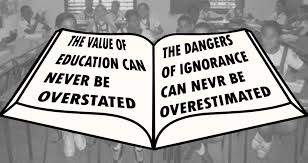 THE VALUE OF
EDUCATION CAN
NEVER BE
OVERSTATED
THE DANGERS
OF IGNORANCE
CAN NEVR BE
OVERESTIMATED